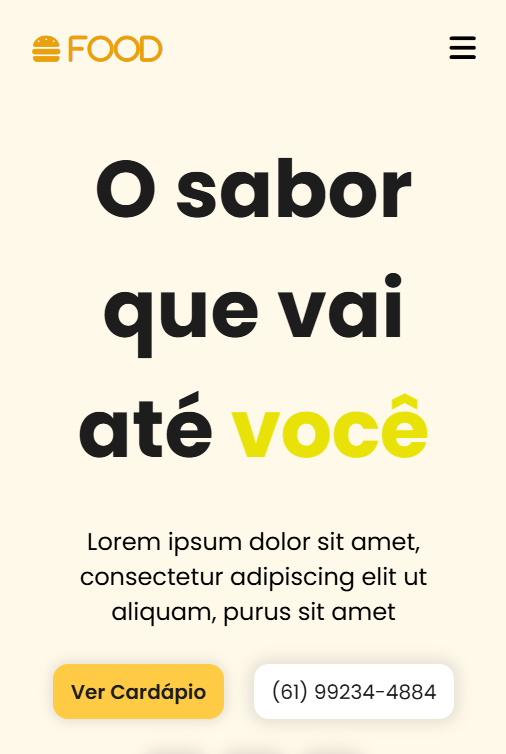 FOOD
O sabor
que vai
até você
Lorem ipsum dolor sit amet,
consectetur adipiscing elit ut
aliquam, purus sit amet
Ver Cardápio
(61) 99234-4884